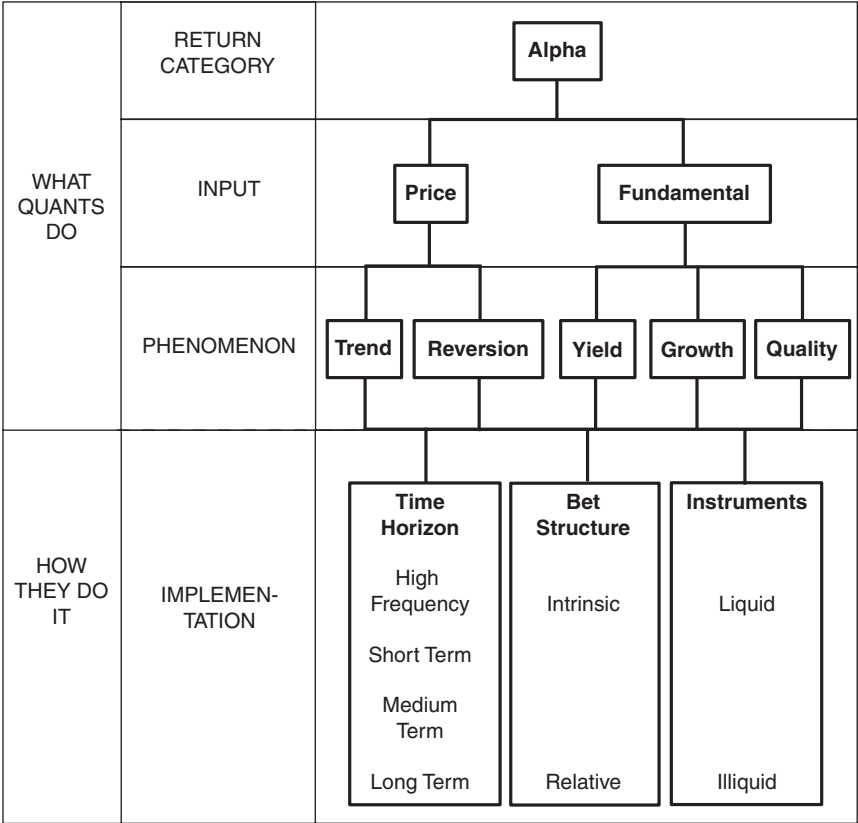 RETURN
CATEGORY
Alpha
WHAT
QUANTS
DO
INPUT
Price
Fundamental
PHENOMENON
Trend
Reversion
Yield
Growth
Quality
HOW
THEY DO
IT
IMPLEMEN-
TATION
Time
Horizon
High
Frequency
Short Term
Medium
Term
Long Term
Bet
Structure
Intrinsic
Relative
Instruments
Liquid
Illiquid